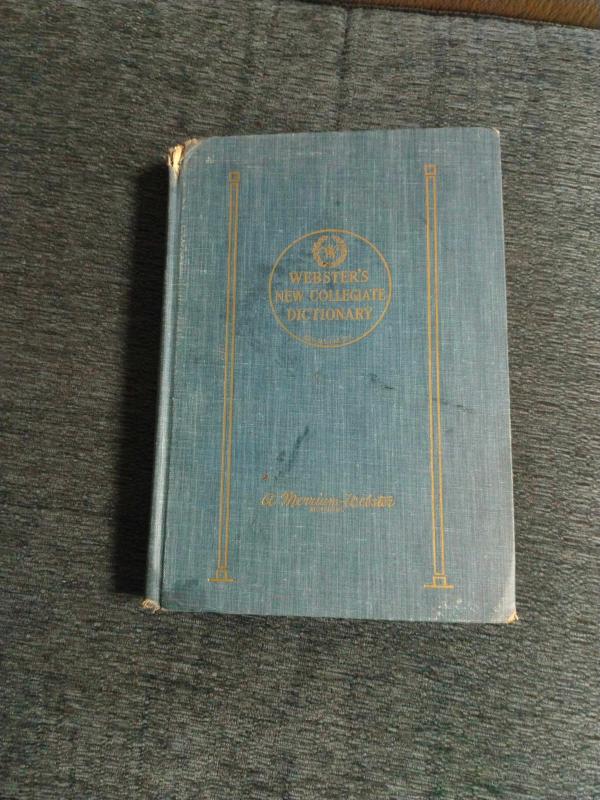 W
WEBSTER'S
NEW COLLEGIATE
DICTIONARY
A Merriam-Webster